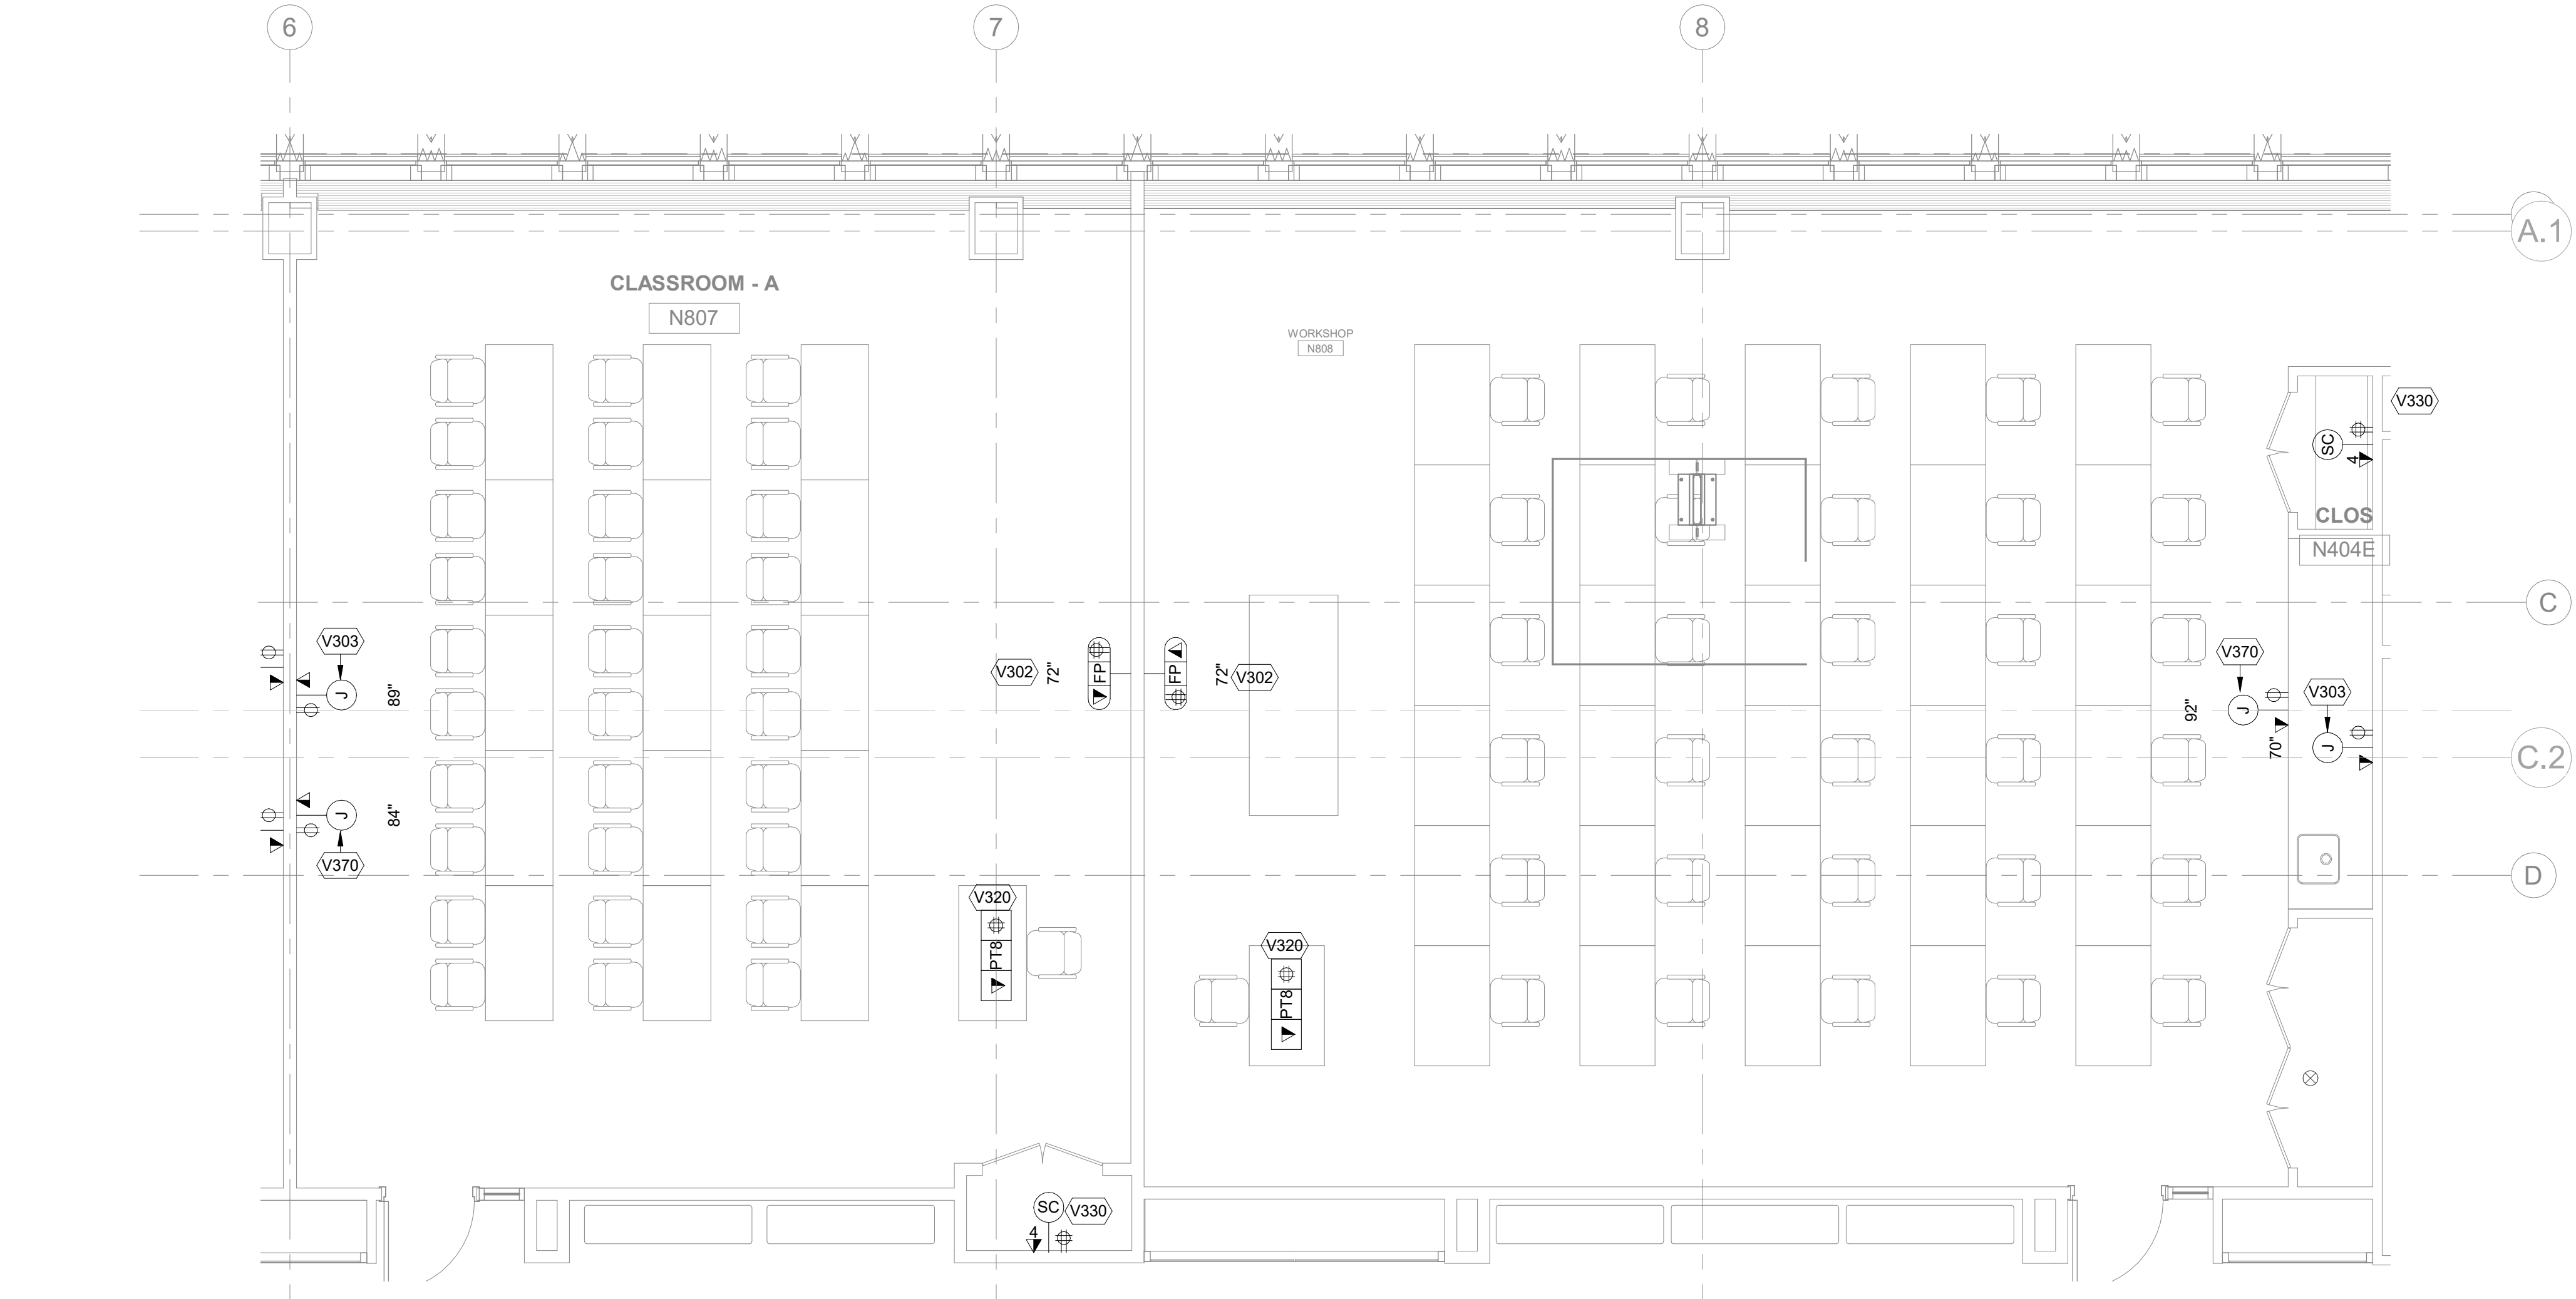 6
7
8
A.1
CLASSROOM - A
N807
WORKSHOP
N808
V330
SC
4
CLOS
N404E
C
V303
J
89"
V302
72"
FP
FP
72"
V302
V370
J
92"
70"
V303
J
C.2
84"
J
V370
D
V320
PT8
V320
PT8
SC
V330
4